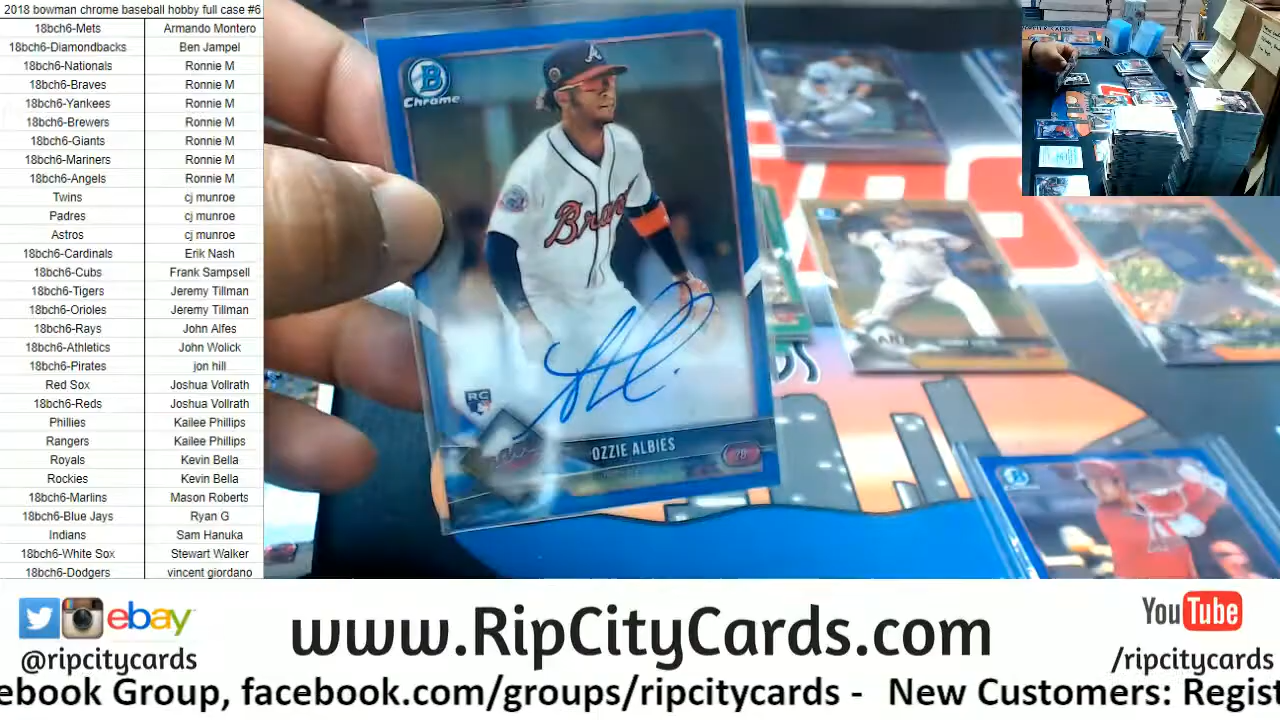 2018 bowman chrome baseball hobby full case #6
18bch6-Mets Armando Montero
18bch6-Diamondbacks Ben Jampel
18bch6-Nationals Ronnie M
18bch6-Braves Ronnie M
18bch6-Yankees Ronnie M
18bch6-Brewers Ronnie M
18bch6-Giants Ronnie M
18bch6-Mariners Ronnie M
18bch6-Angels Ronnie M
Twins cj munroe
Padres cj munroe
Astros cj munroe
18bch6-Cardinals Erik Nash
18bch6-Cubs Frank Sampsell
18bch6-Tigers Jeremy Tillman
18bch6-Orioles Jeremy Tillman
18bch6-Rays John Alfes
18bch6-Athletics John Wolick
18bch6-Pirates jon hill
Red Sox Joshua Vollrath
18bch6-Reds Joshua Vollrath
Phillies Kailee Phillips
Rangers Kailee Phillips
Royals Kevin Bella
Rockies Kevin Bella
18bch6-Marlins Mason Roberts
18bch6-Blue Jays Ryan G
Indians Sam Hanuka
18bch6-White Sox Stewart Walker
18bch6-Dodgers vincent giordano
B
Chrome
A
Braves
RC
OZZIE ALBIES
ebay
@ripcitycards
www.RipCityCards.com
YouTube
/ripcitycards
ebook Group, facebook.com/groups/ripcitycards - New Customers: Regist